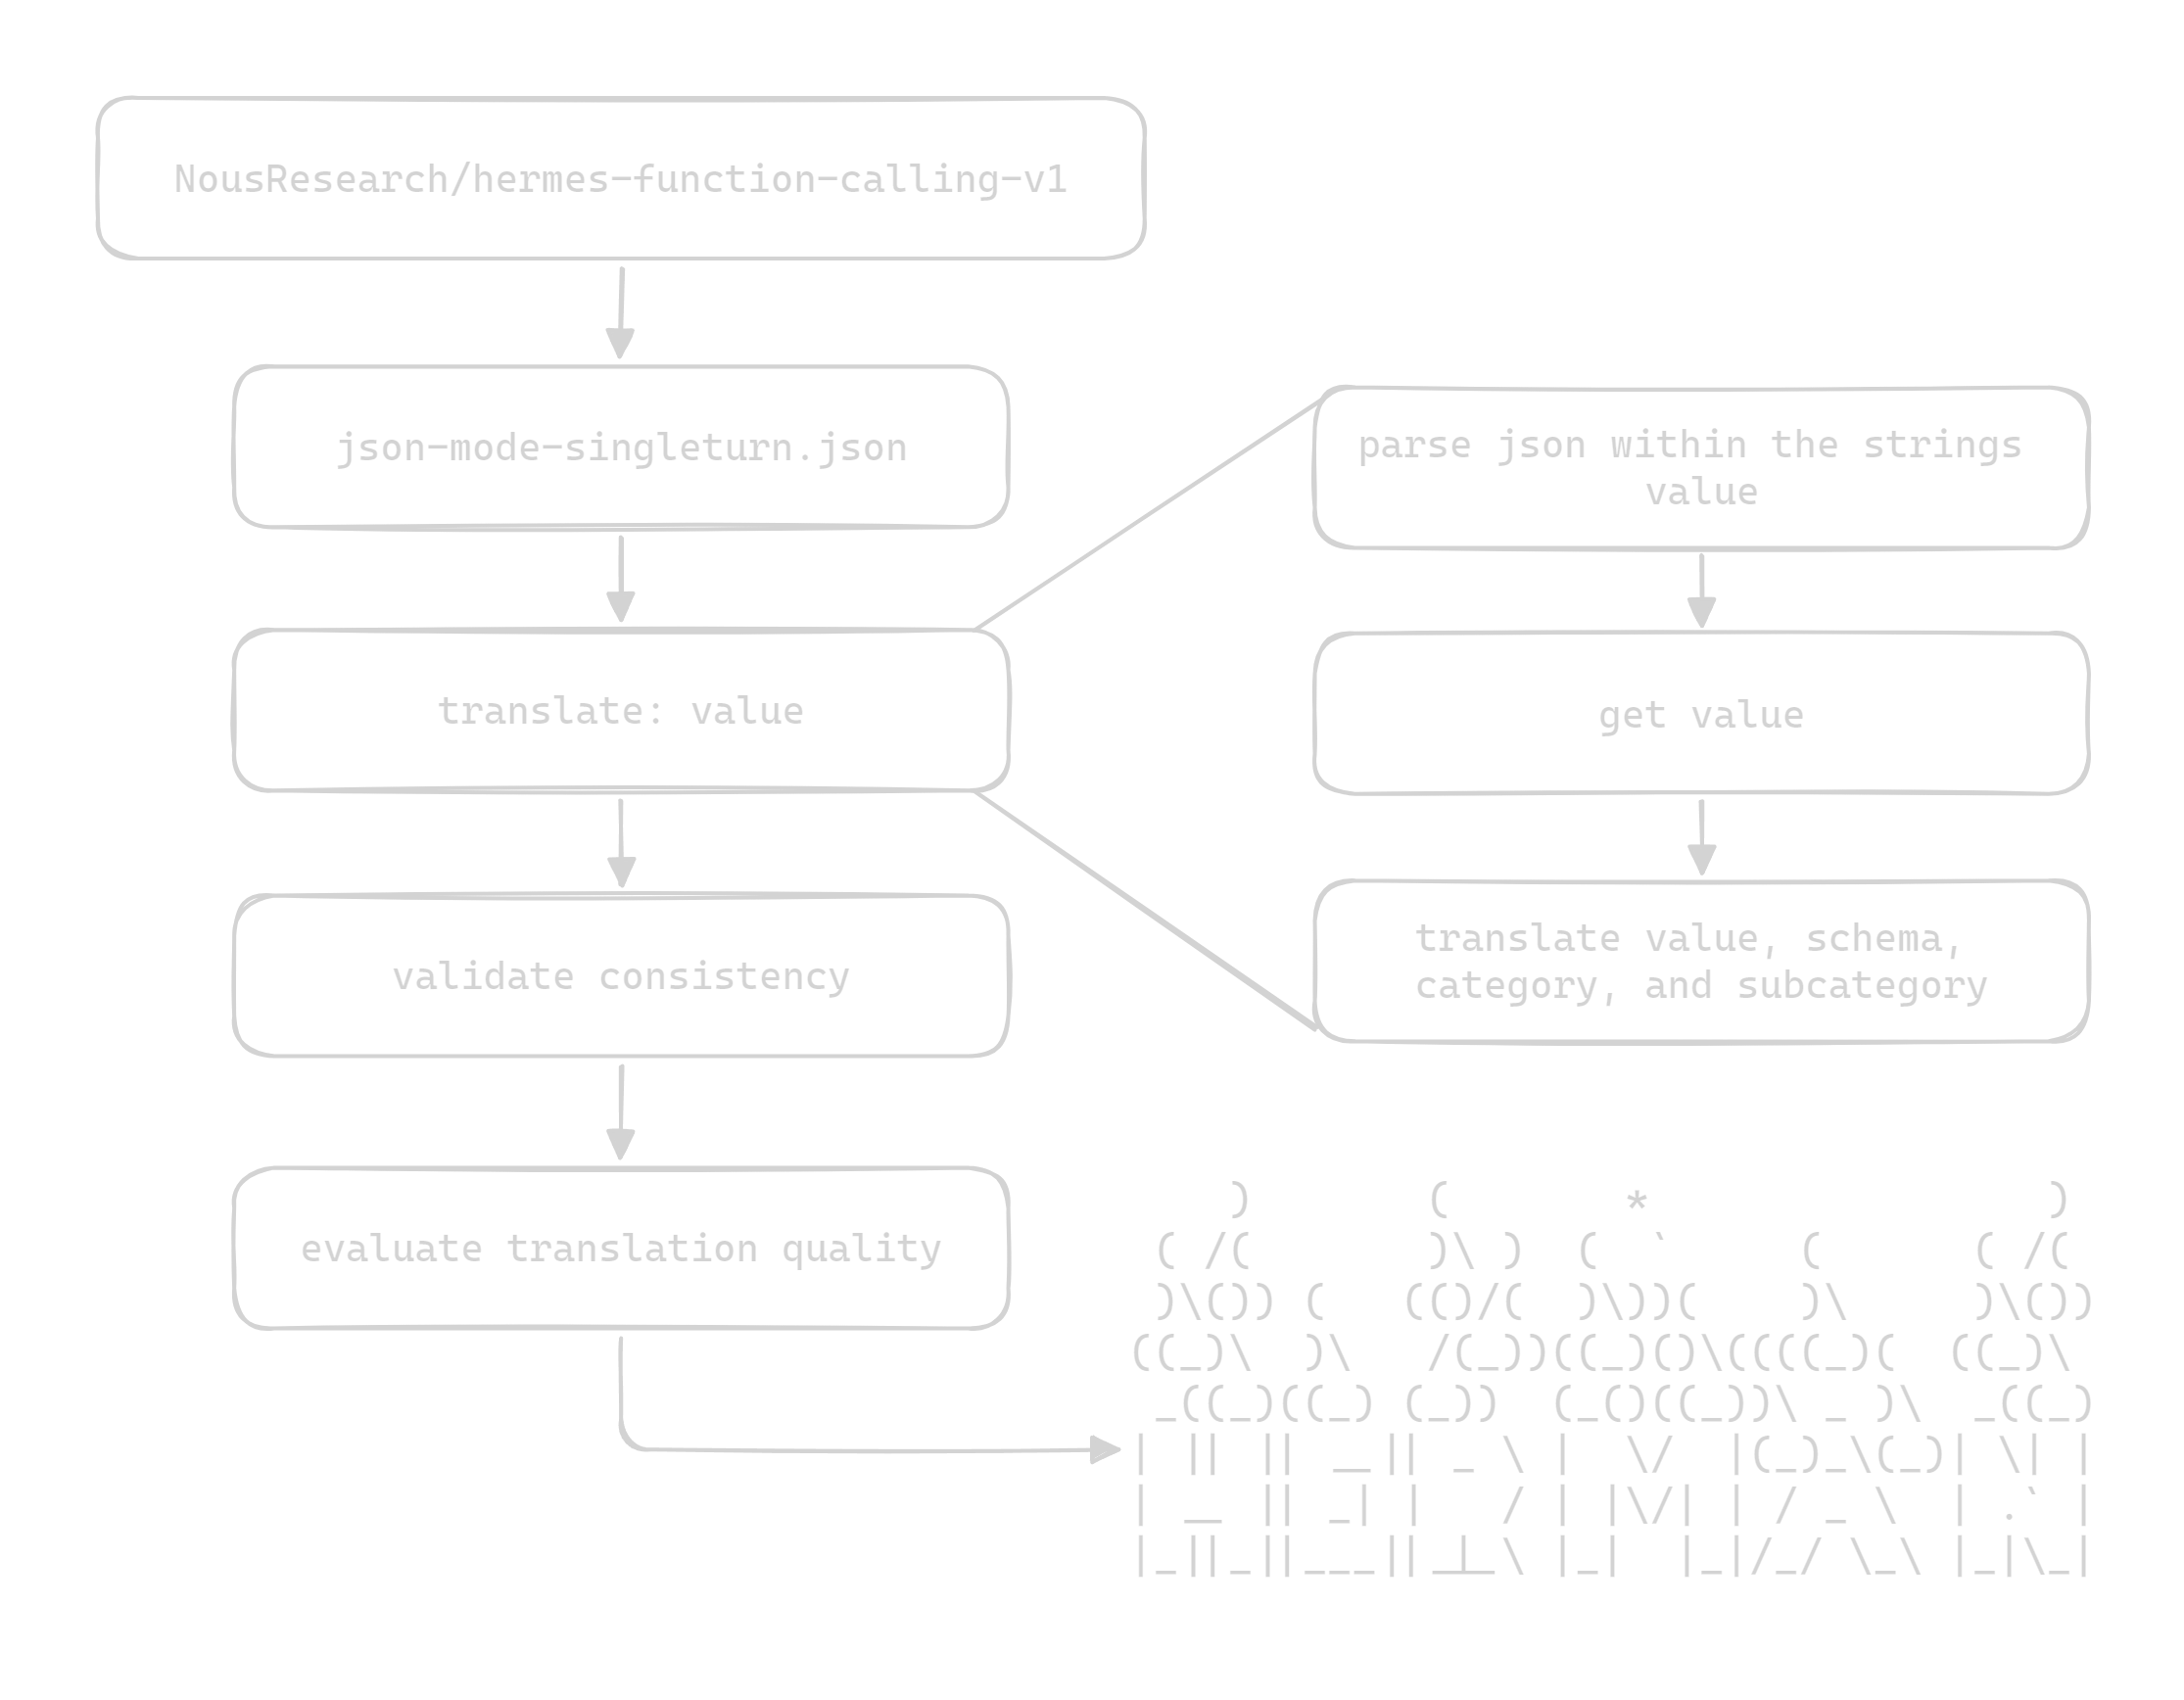 NousResearch/hermes-function-calling-v1
json-mode-singleturn.json
translate: value
validate consistency
evaluate translation quality
parse json within the strings
value
get value
translate value, schema,
category, and subcategory
HERMAN